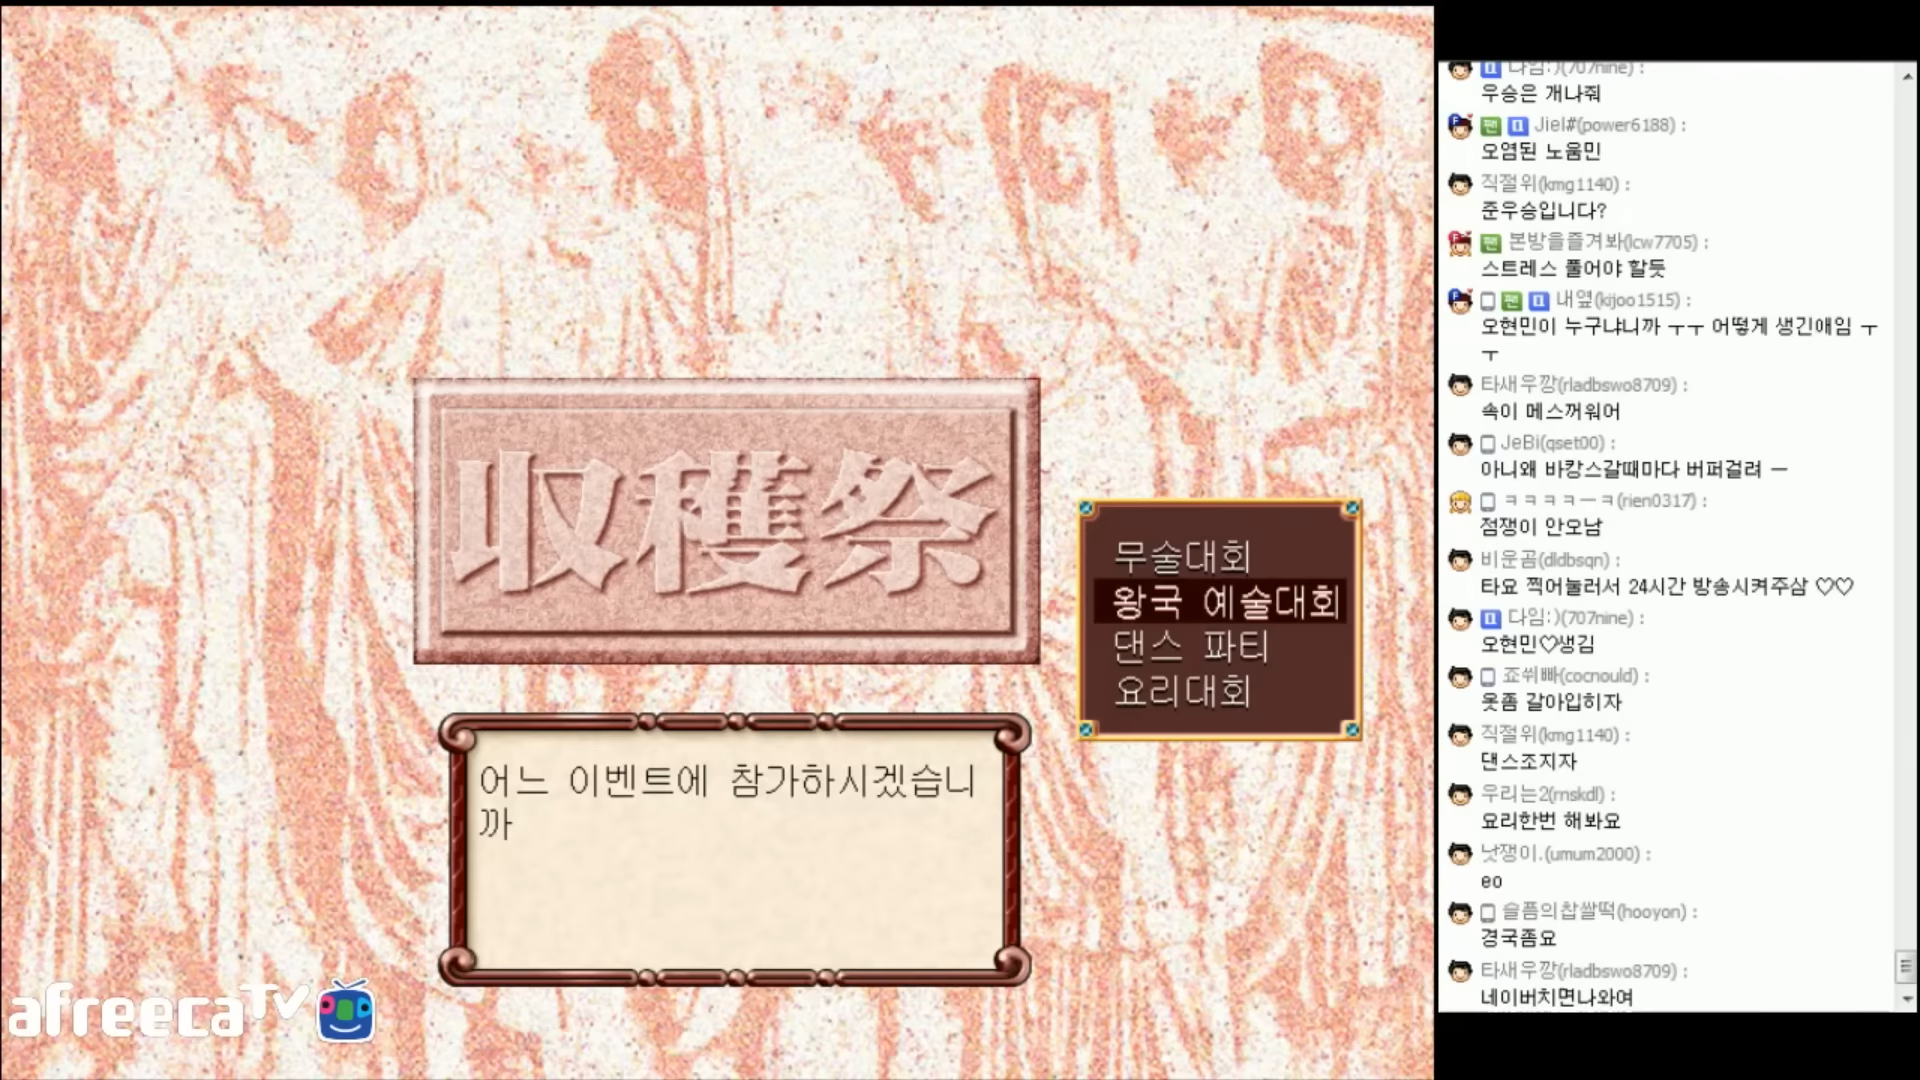 収穫祭
무술대회
왕국 예술대회
댄스 파티
요리대회
어느 이벤트에 참가하시겠습니
까
afreecaTV
다임:)(707nine) :
우승은 개나줘
팬 Jiel#(power6188) :
오염된 노움민
직절위(kmg1140) :
준우승입니다?
팬 본방을즐겨봐(lcw7705) :
스트레스 풀어야 할듯
팬 내옆(kijoo1515) :
오현민이 누구냐니까 ㅜㅜ 어떻게 생긴애임 ㅜ
ㅜ
타새우깡(rladbswo8709) :
속이 메스꺼워어
JeBi(qset00) :
아니왜 바캉스갈때마다 버퍼걸려 ㅡ
ㅋㅋㅋㅋㅡㅋ(rien0317) :
점쟁이 안오남
비운곰(dldbsqn) :
타요 찍어눌러서 24시간 방송시켜주삼 ♡♡
다임:)(707nine) :
오현민♡생김
죠쉬빠(cocnould) :
옷좀 갈아입히자
직절위(kmg1140) :
댄스조지자
우리는2(rnskdl) :
요리한번 해봐요
낫쟁이.(umum2000) :
eo
슬픔의찹쌀떡(hooyon) :
경국좀요
타새우깡(rladbswo8709) :
네이버치면나와여